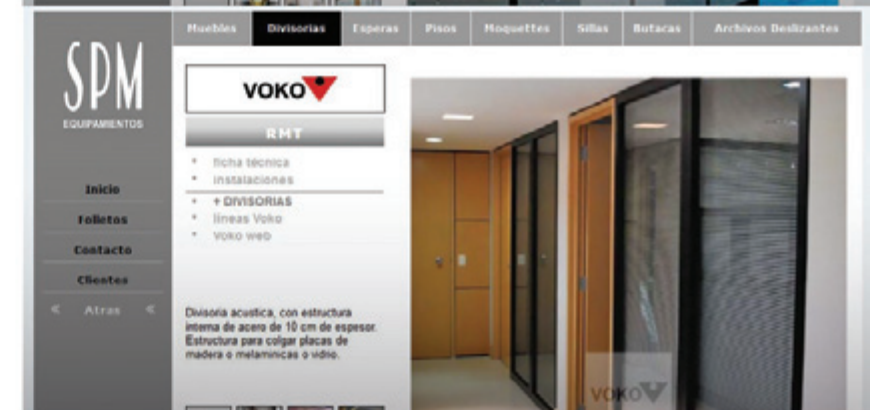 Muebles Divisorias Esperas Pisos Moquettes Sillas Butacas Archivos Deslizantes
SPM
EQUIPAMIENTOS
Inicio
Folletos
Contacto
Clientes
« Atras «
VOKO
RMT
ficha técnica
instalaciones
+ DIVISORIAS
líneas Voko
voko web
Divisoria acustica, con estructura
interna de acero de 10 cm de espesor.
Estructura para colgar placas de
madera o melaminicas o vidrio.
VOKO